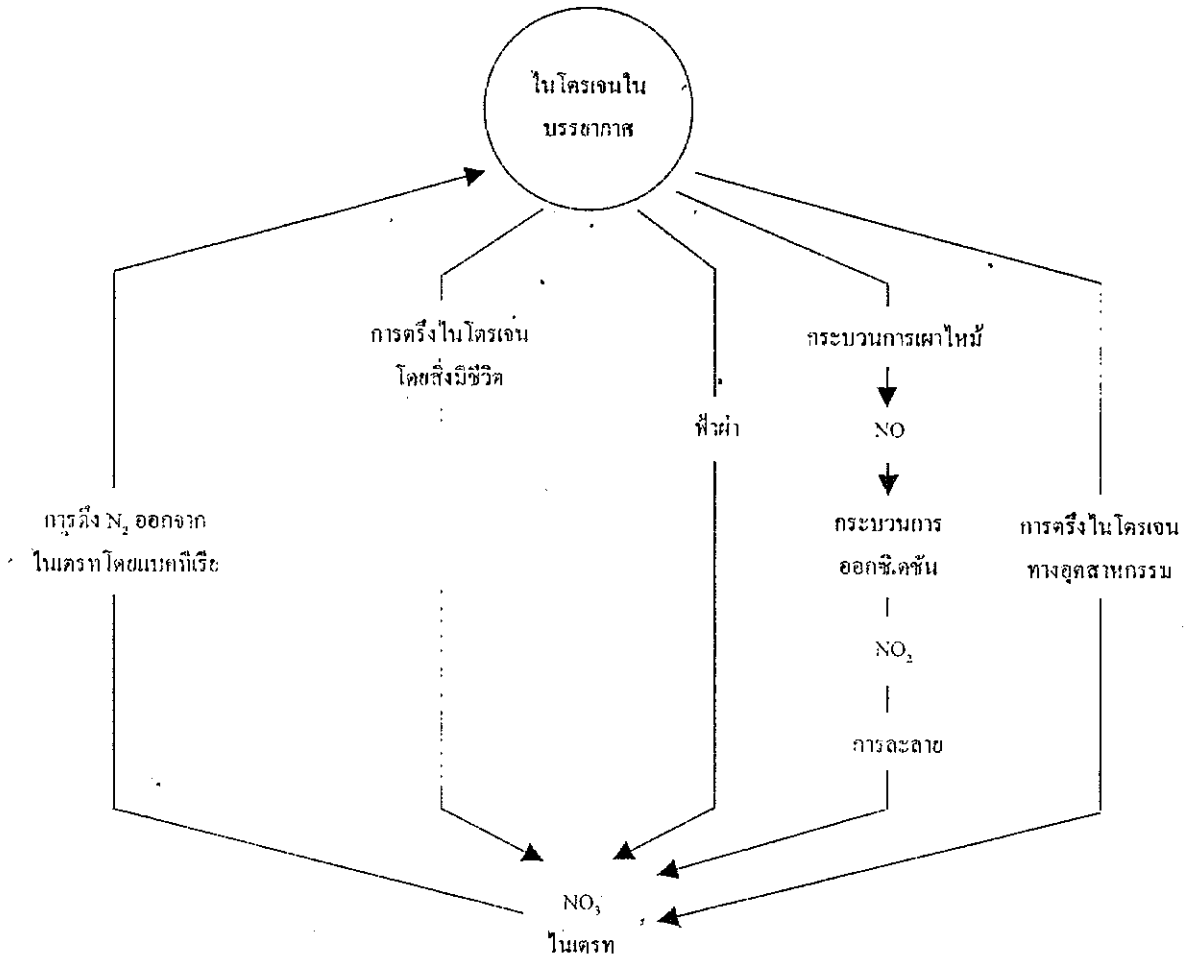 ไนโตรเจนใน
บรรยากาศ
การตรึงไนโตรเจน
โดยสิ่งมีชีวิต
กระบวนการเผาไหม้
ฟ้าผ่า
NO
การดึง N₂ ออกจาก
ไนเตรทโดยแบคทีเรีย
กระบวนการ
ออกซิเดชัน
การตรึงไนโตรเจน
ทางอุตสาหกรรม
NO₂
การละลาย
NO₃
ไนเตรท